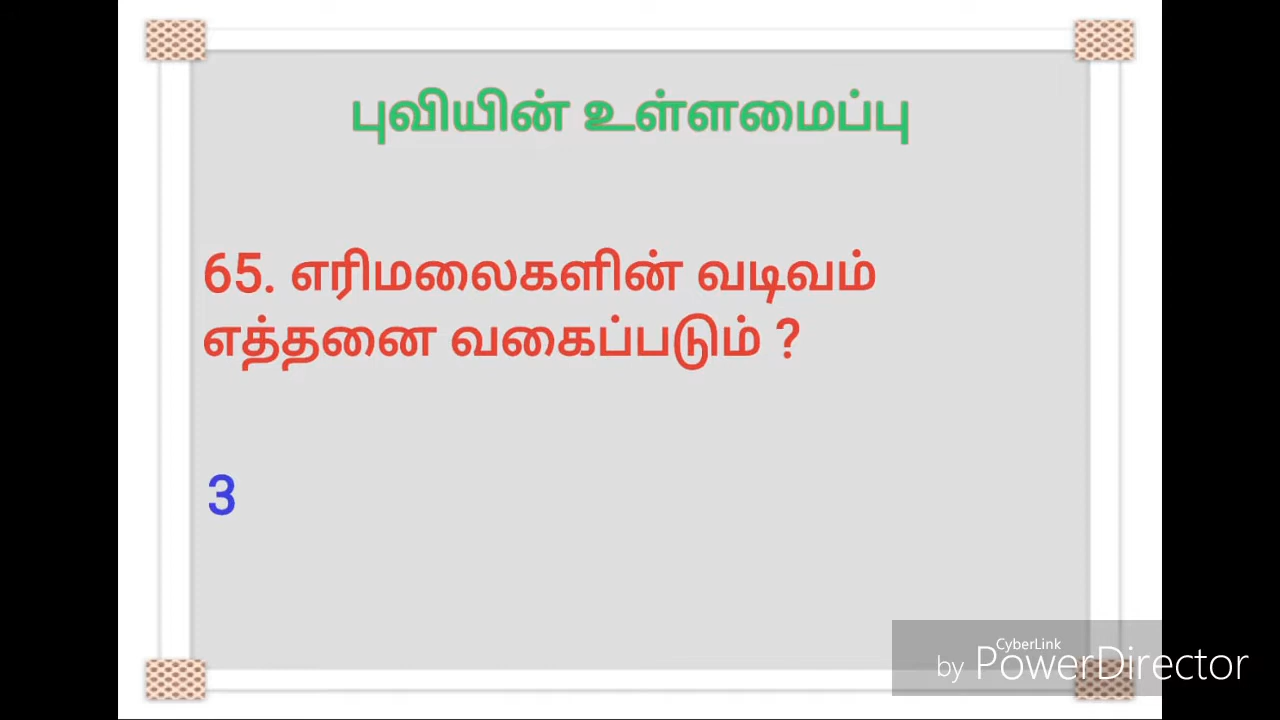 புவியின் உள்ளமைப்பு
65. எரிமலைகளின் வடிவம்
எத்தனை வகைப்படும் ?
3
CyberLink
by PowerDirector